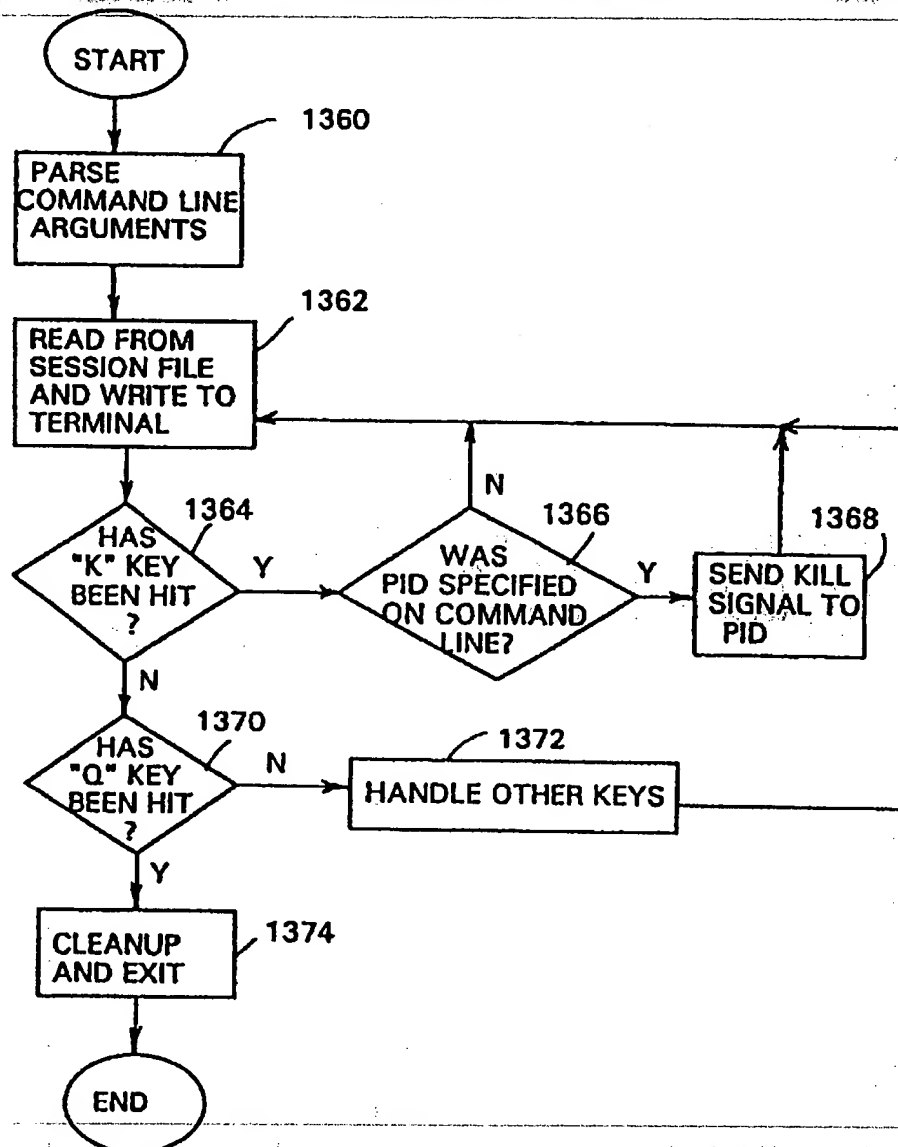 START
1360
PARSE
COMMAND LINE
ARGUMENTS
1362
READ FROM
SESSION FILE
AND WRITE TO
TERMINAL
1364
HAS
"K" KEY
BEEN HIT
?
Y
N
1366
WAS
PID SPECIFIED
ON COMMAND
LINE?
N
Y
1368
SEND KILL
SIGNAL TO
PID
1370
HAS
"Q" KEY
BEEN HIT
?
N
Y
1372
HANDLE OTHER KEYS
1374
CLEANUP
AND EXIT
END